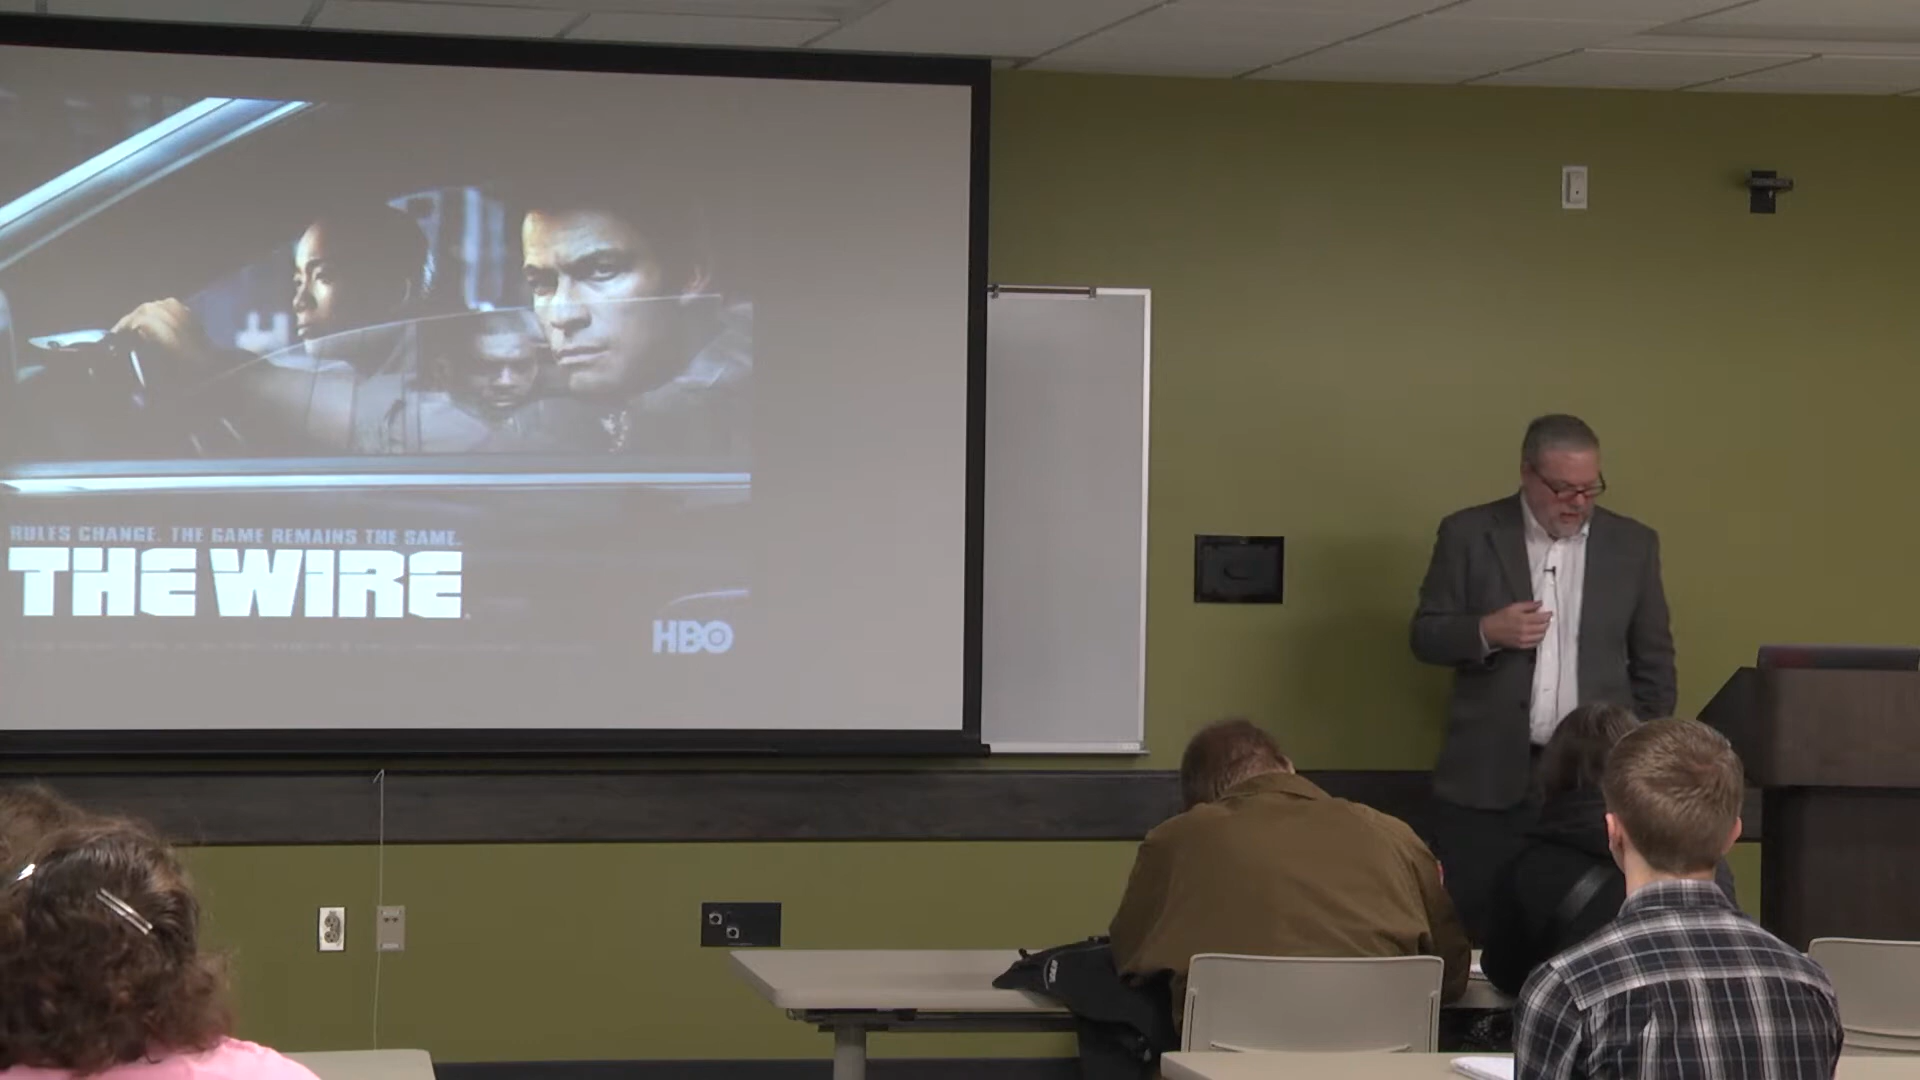 RULES CHANGE. THE GAME REMAINS THE SAME.
THE WIRE
HBO